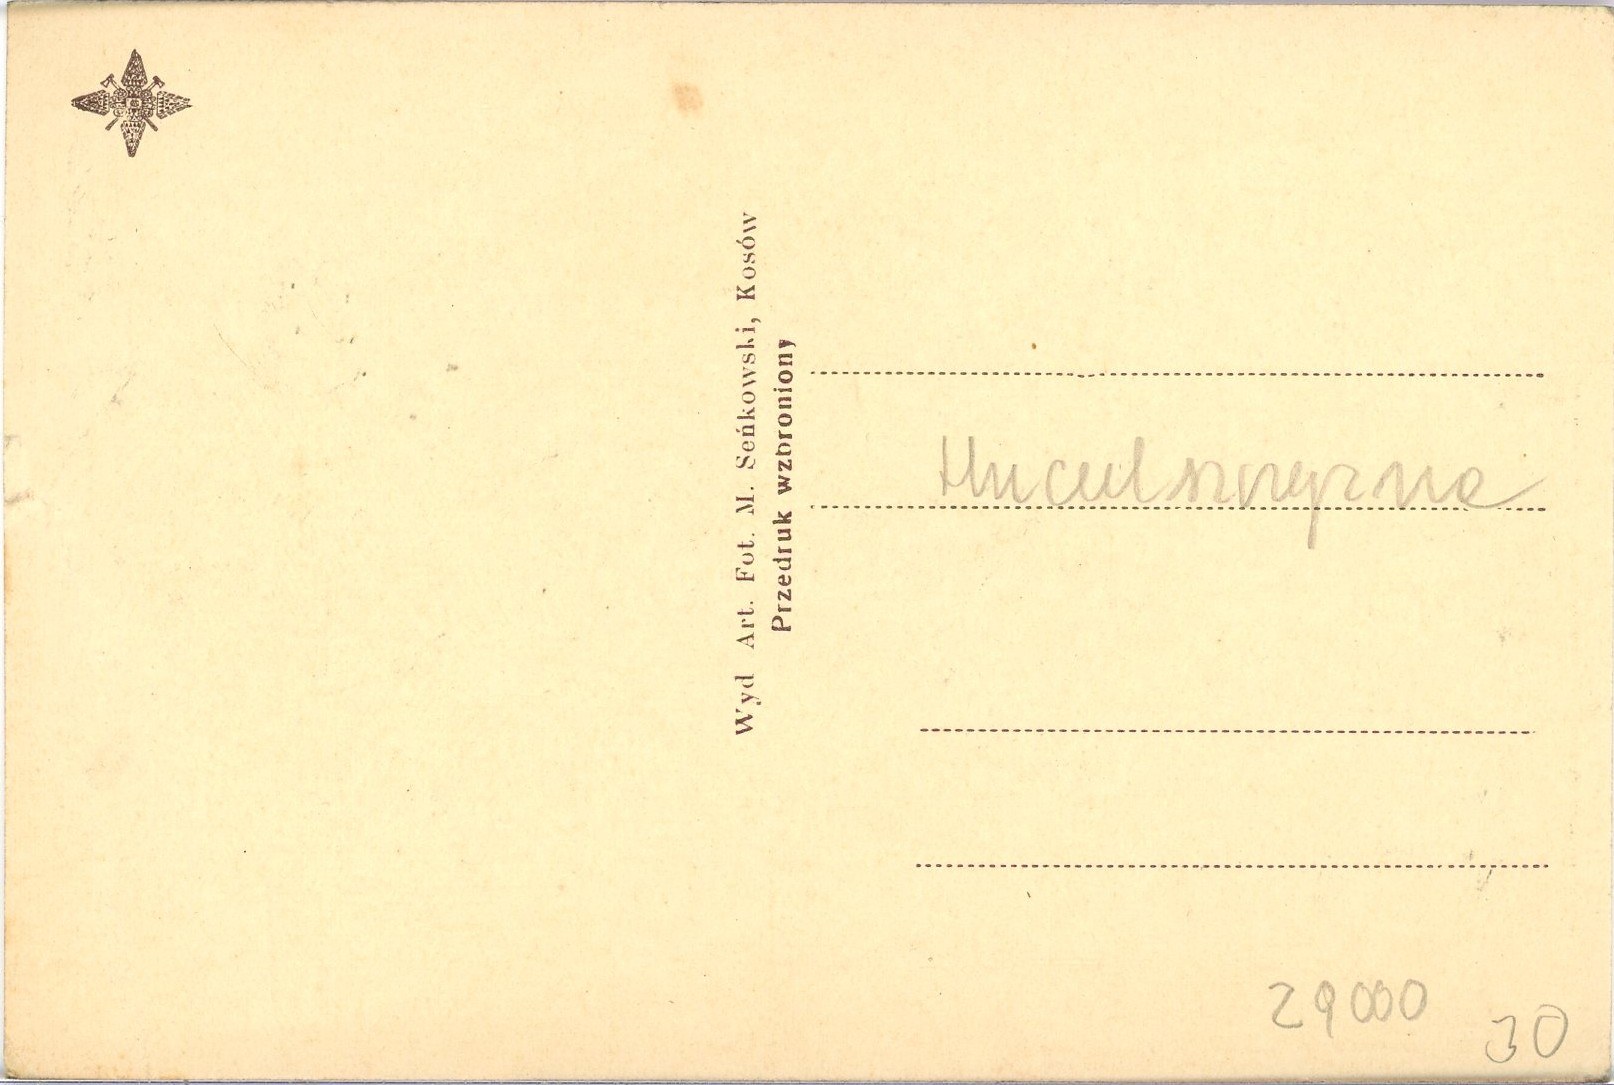 Wyd Art. Fot. M. Seńkowski, Kosów
Przedruk wzbroniony
Huculszczyzna
29000
30